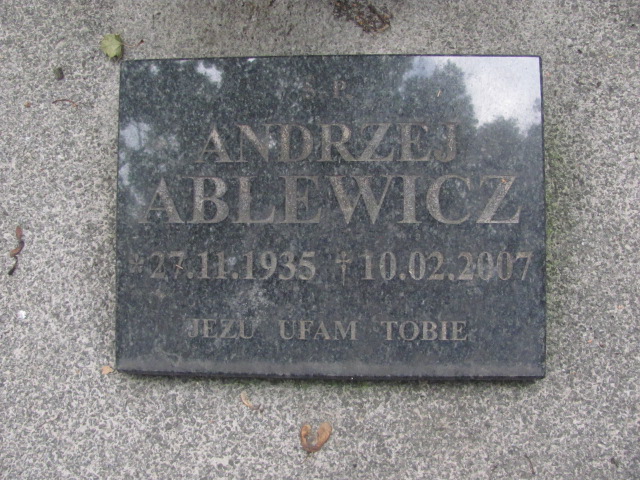 P.
ANDRZEJ
ABLEWICZ
*27.11.1935 †10.02.2007
JEZU UFAM TOBIE